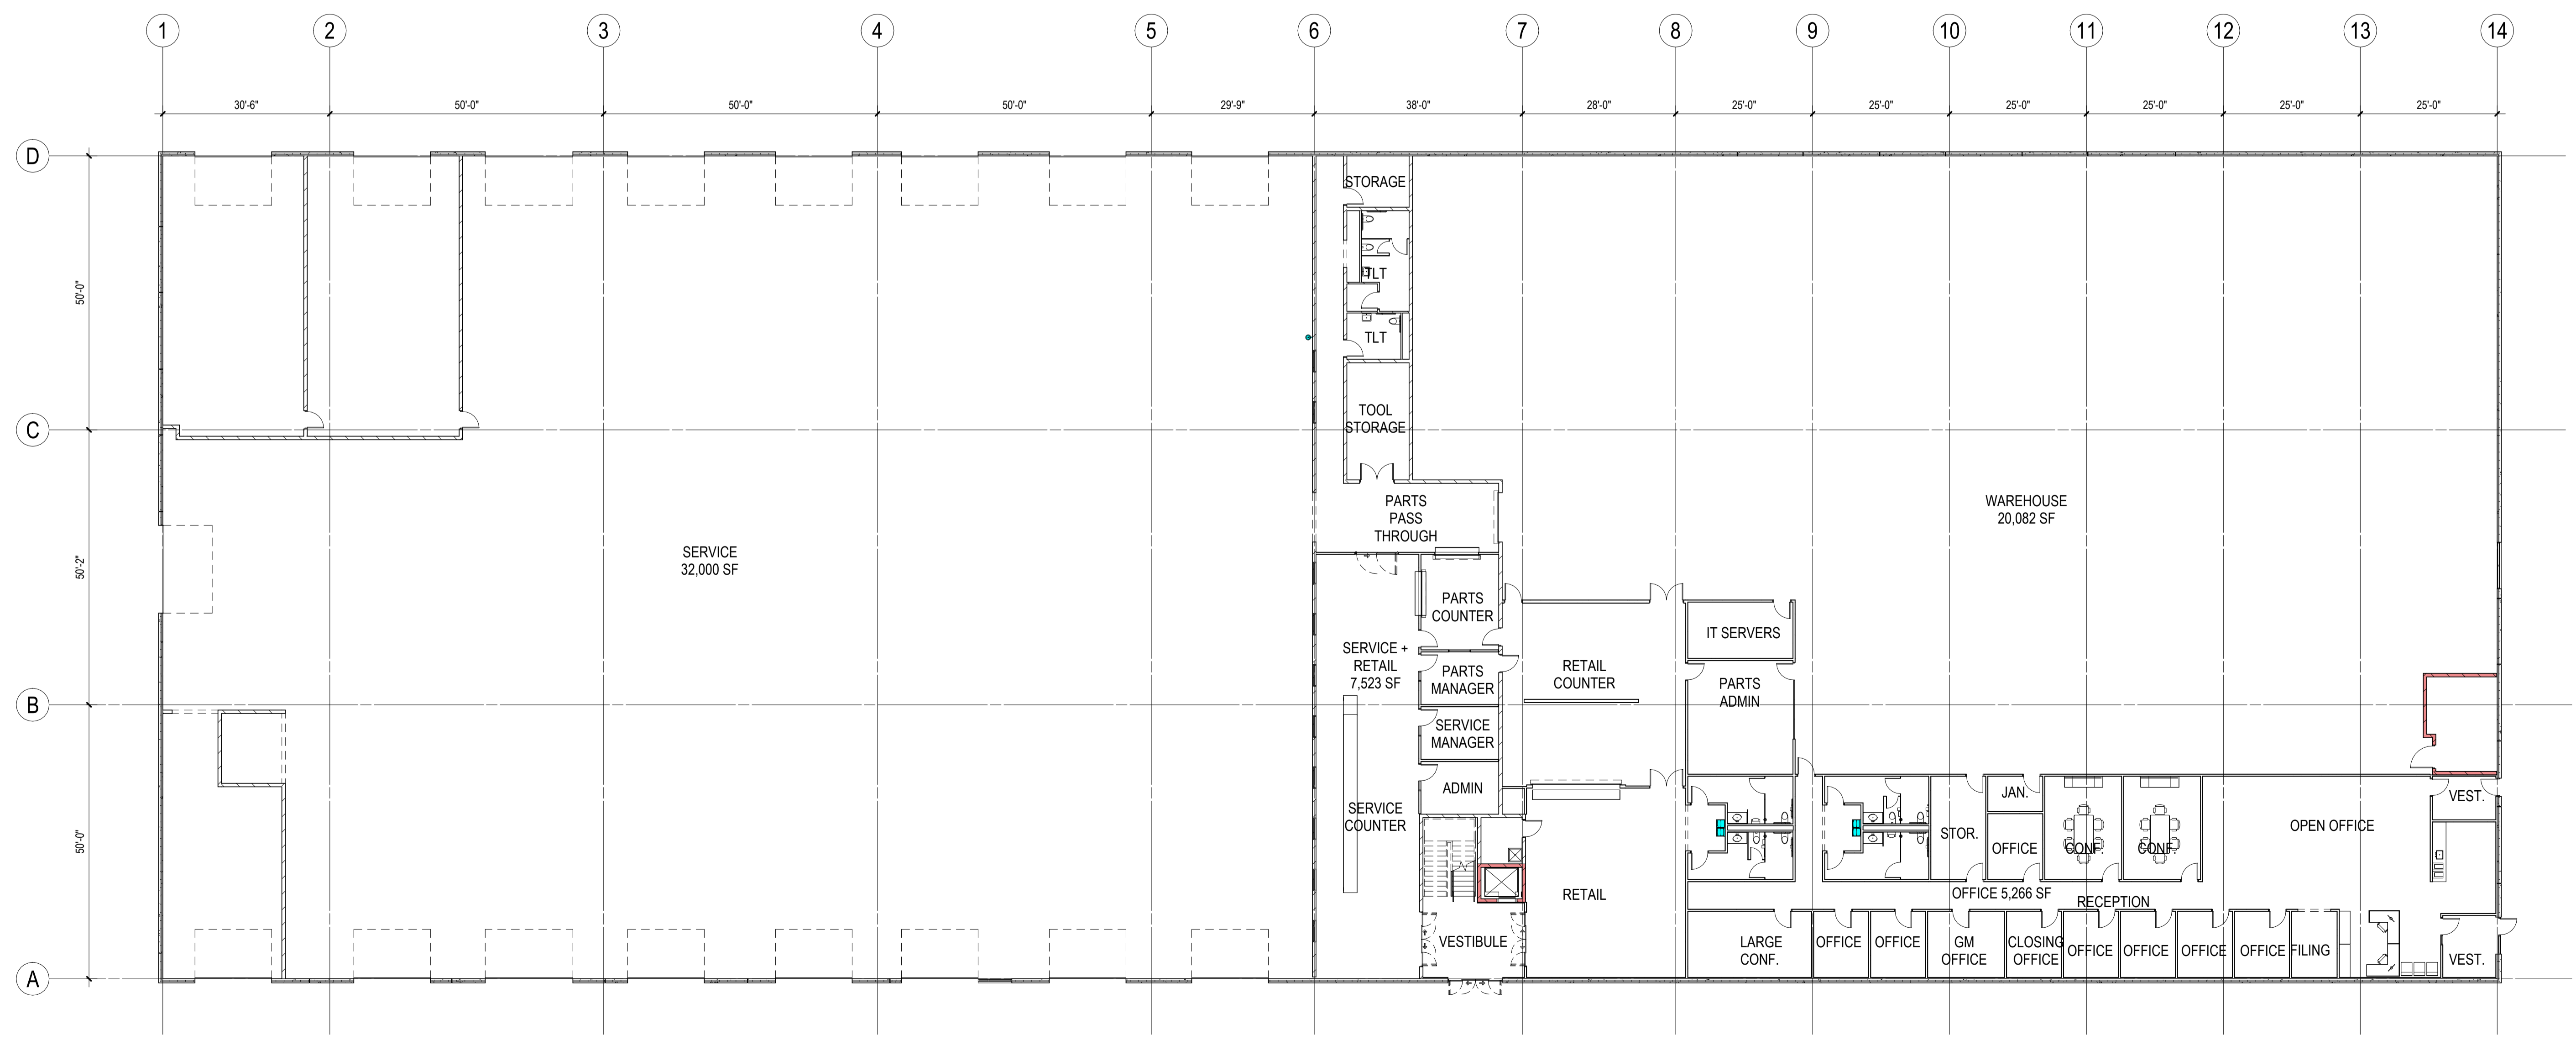 1 2 3 4 5 6 7 8 9 10 11 12 13 14
30'-6" 50'-0" 50'-0" 50'-0" 29'-9" 38'-0" 28'-0" 25'-0" 25'-0" 25'-0" 25'-0" 25'-0" 25'-0"
D
C
B
A
50'-0"
50'-2"
50'-0"
SERVICE
32,000 SF
STORAGE
TLT
TLT
TOOL
STORAGE
PARTS
PASS
THROUGH
PARTS
COUNTER
SERVICE +
RETAIL
7,523 SF
PARTS
MANAGER
SERVICE
MANAGER
ADMIN
SERVICE
COUNTER
VESTIBULE
RETAIL
COUNTER
RETAIL
IT SERVERS
PARTS
ADMIN
WAREHOUSE
20,082 SF
STOR.
JAN.
OFFICE
CONF.
CONF.
OPEN OFFICE
VEST.
OFFICE 5,266 SF
RECEPTION
LARGE
CONF.
OFFICE
OFFICE
GM
OFFICE
CLOSING
OFFICE
OFFICE
OFFICE
OFFICE
OFFICE
FILING
VEST.